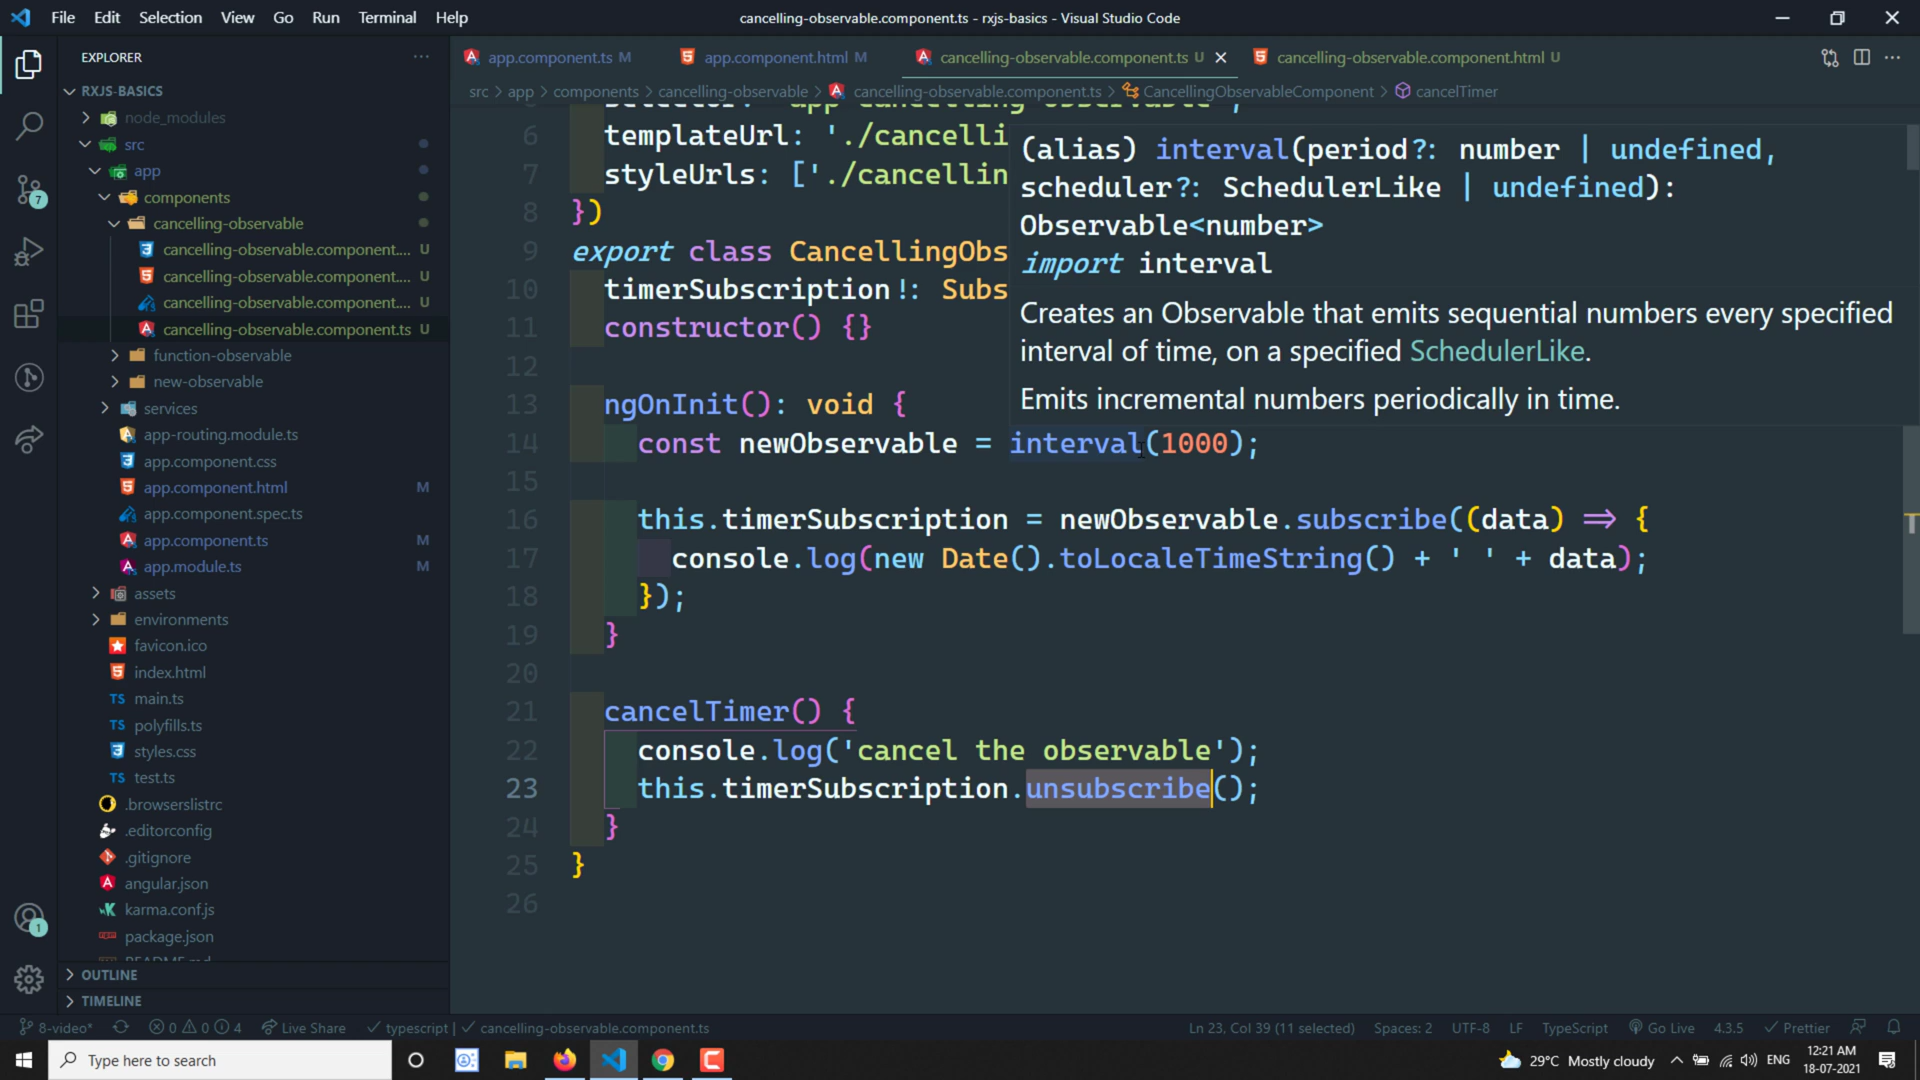 File Edit Selection View Go Run Terminal Help
cancelling-observable.component.ts - rxjs-basics - Visual Studio Code
EXPLORER
RXJS-BASICS
node_modules
src
app
components
cancelling-observable
cancelling-observable.component.... U
cancelling-observable.component.... U
cancelling-observable.component.... U
cancelling-observable.component.ts U
function-observable
new-observable
services
app-routing.module.ts
app.component.css
app.component.html M
app.component.spec.ts
app.component.ts M
app.module.ts M
assets
environments
favicon.ico
index.html
TS main.ts
TS polyfills.ts
styles.css
TS test.ts
.browserslistrc
.editorconfig
.gitignore
angular.json
karma.conf.js
package.json
README.md
OUTLINE
TIMELINE
7
1
app.component.ts M
app.component.html M
cancelling-observable.component.ts U
cancelling-observable.component.html U
src > app > components > cancelling-observable > cancelling-observable.component.ts > CancellingObservableComponent > cancelTimer
6 templateUrl: './cancelli
7 styleUrls: ['./cancellin
8 })
9 export class CancellingObs
10 timerSubscription!: Subs
11 constructor() {}
12
13 ngOnInit(): void {
14 const newObservable = interval(1000);
15
16 this.timerSubscription = newObservable.subscribe((data) => {
17 console.log(new Date().toLocaleTimeString() + ' ' + data);
18 });
19 }
20
21 cancelTimer() {
22 console.log('cancel the observable');
23 this.timerSubscription.unsubscribe();
24 }
25 }
26
(alias) interval(period?: number | undefined,
scheduler?: SchedulerLike | undefined):
Observable<number>
import interval
Creates an Observable that emits sequential numbers every specified
interval of time, on a specified SchedulerLike.
Emits incremental numbers periodically in time.
8-video* 0 0 4 Live Share typescript | cancelling-observable.component.ts
Ln 23, Col 39 (11 selected) Spaces: 2 UTF-8 LF TypeScript Go Live 4.3.5 Prettier
Type here to search
29°C Mostly cloudy ENG
12:21 AM
18-07-2021